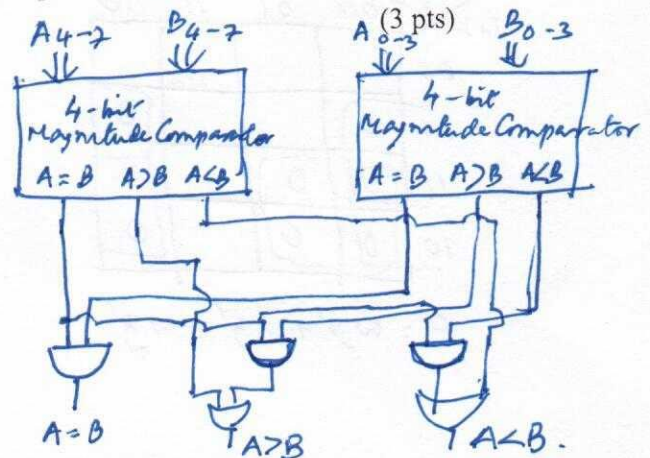 (3 pts)
A4-7 B4-7 A0-3 B0-3
4-bit
Magnitude Comparator
A=B A>B A<B
4-bit
Magnitude Comparator
A=B A>B A<B
A=B A>B A<B.